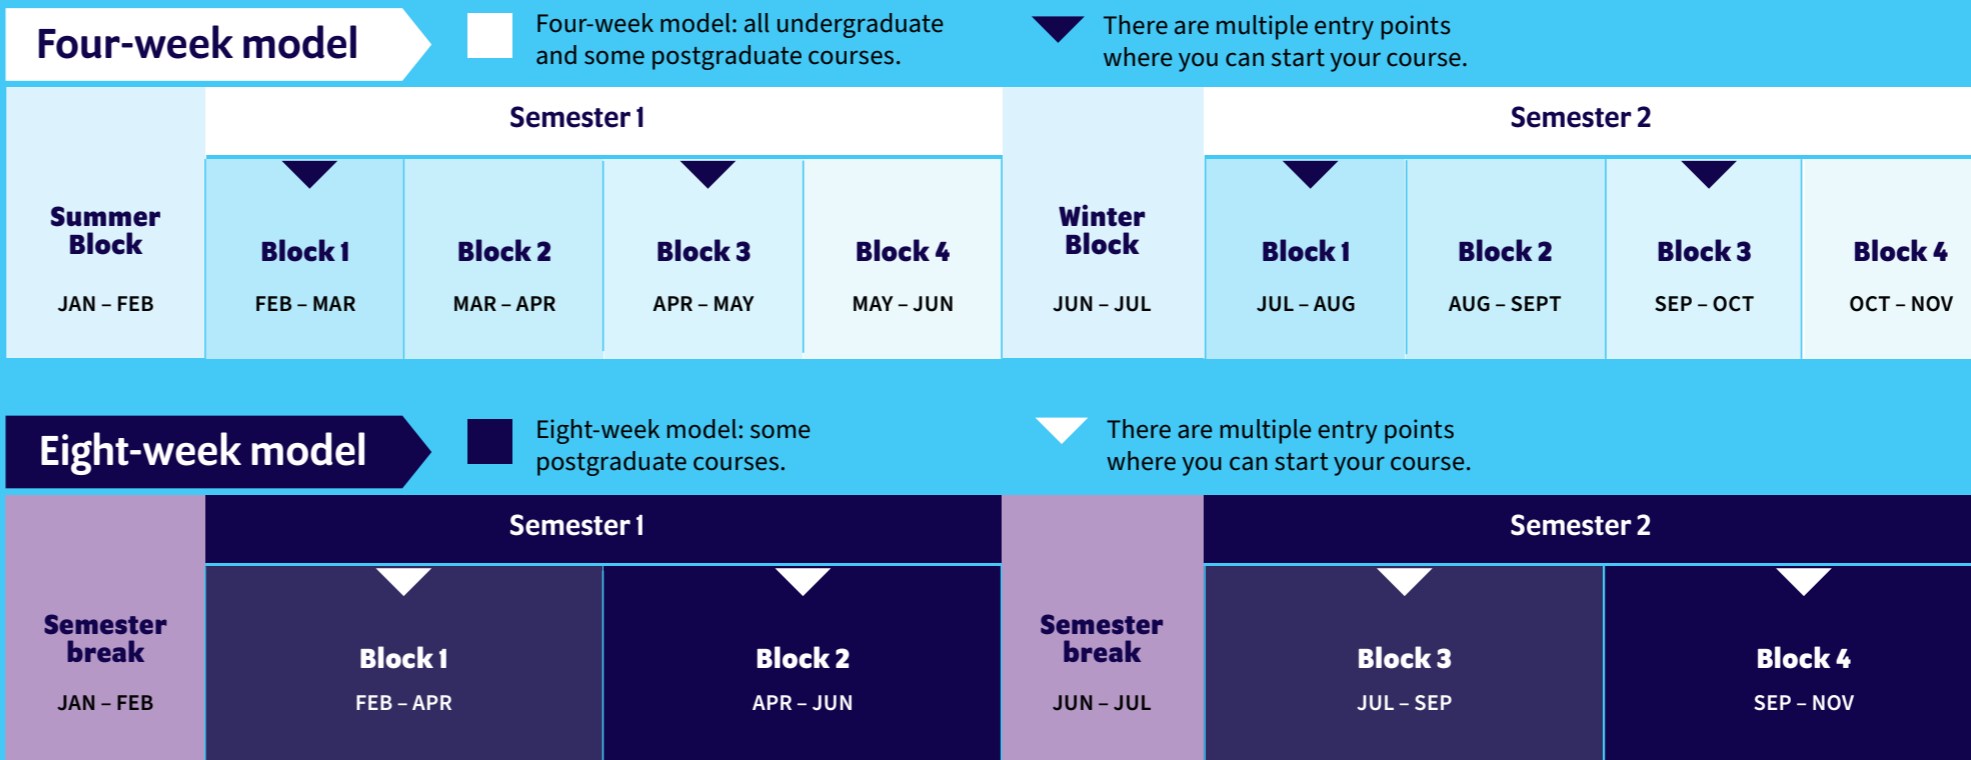 Four-week model
Four-week model: all undergraduate
and some postgraduate courses.
There are multiple entry points
where you can start your course.
Semester 1
Semester 2
Summer
Block
JAN – FEB
Block 1
FEB – MAR
Block 2
MAR – APR
Block 3
APR – MAY
Block 4
MAY – JUN
Winter
Block
JUN – JUL
Block 1
JUL – AUG
Block 2
AUG – SEPT
Block 3
SEP – OCT
Block 4
OCT – NOV
Eight-week model
Eight-week model: some
postgraduate courses.
There are multiple entry points
where you can start your course.
Semester 1
Semester 2
Semester
break
JAN – FEB
Block 1
FEB – APR
Block 2
APR – JUN
Semester
break
JUN – JUL
Block 3
JUL – SEP
Block 4
SEP – NOV